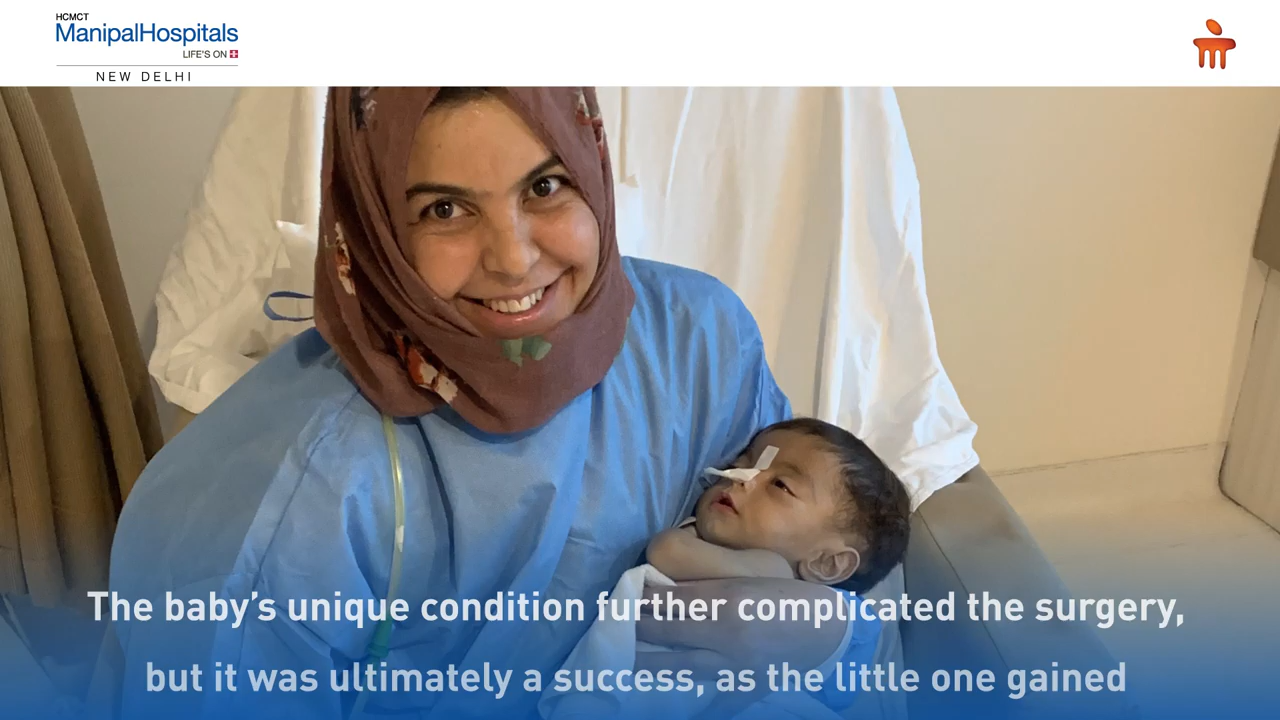 HCMCT
ManipalHospitals
LIFE'S ON
NEW DELHI
The baby's unique condition further complicated the surgery,
but it was ultimately a success, as the little one gained